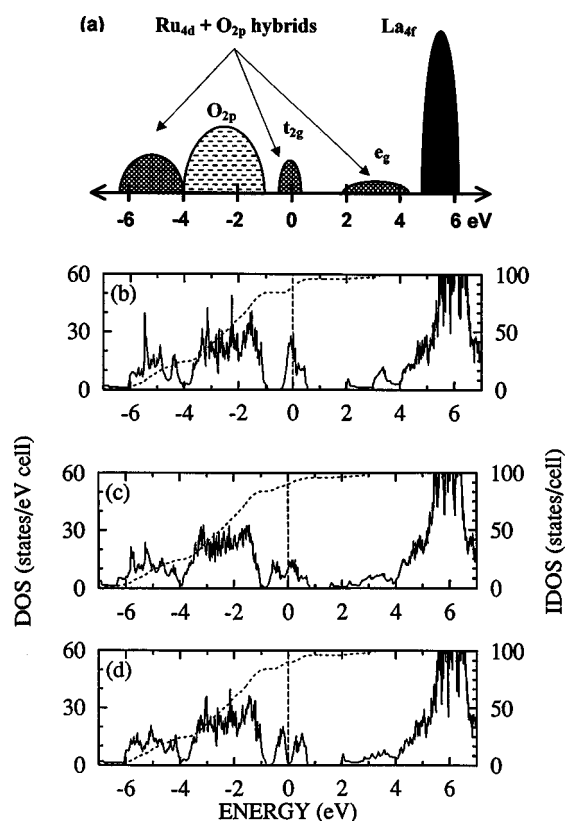 (a)
Ru4d + O2p hybrids
La4f
O2p
t2g
eg
-6 -4 -2 0 2 4 6 eV
(b)
60
30
0
100
50
0
-6 -4 -2 0 2 4 6
(c)
60
30
0
100
50
0
-6 -4 -2 0 2 4 6
(d)
60
30
0
100
50
0
-6 -4 -2 0 2 4 6
ENERGY (eV)
DOS (states/eV cell)
IDOS (states/cell)